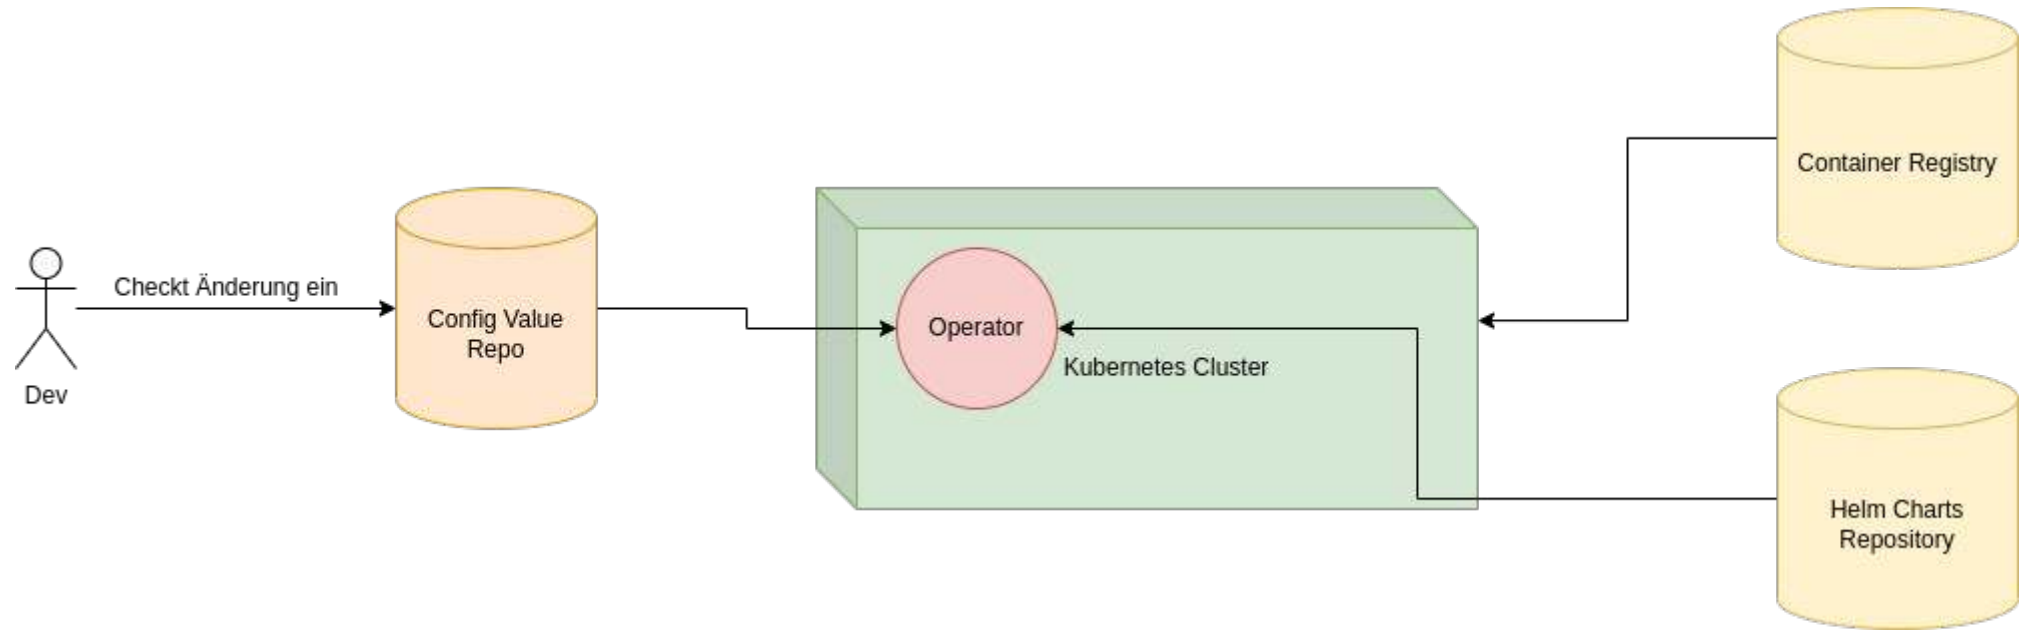 Checkt Änderung ein
Dev
Config Value
Repo
Operator
Kubernetes Cluster
Container Registry
Helm Charts
Repository